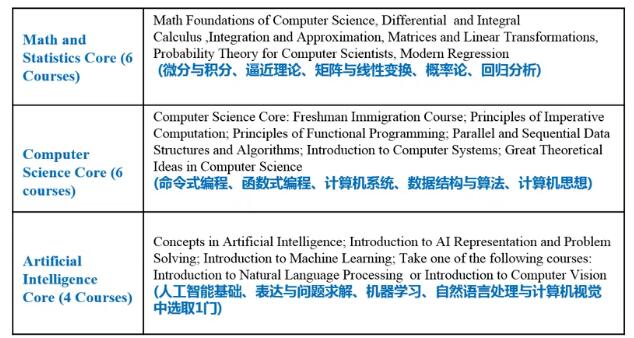 Math and
Statistics Core (6
Courses)
Math Foundations of Computer Science, Differential and Integral
Calculus ,Integration and Approximation, Matrices and Linear Transformations,
Probability Theory for Computer Scientists, Modern Regression
(微分与积分、逼近理论、矩阵与线性变换、概率论、回归分析)
Computer
Science Core (6
courses)
Computer Science Core: Freshman Immigration Course; Principles of Imperative
Computation; Principles of Functional Programming; Parallel and Sequential Data
Structures and Algorithms; Introduction to Computer Systems; Great Theoretical
Ideas in Computer Science
(命令式编程、函数式编程、计算机系统、数据结构与算法、计算机思想)
Artificial
Intelligence
Core (4 Courses)
Concepts in Artificial Intelligence; Introduction to AI Representation and Problem
Solving; Introduction to Machine Learning; Take one of the following courses:
Introduction to Natural Language Processing or Introduction to Computer Vision
(人工智能基础、表达与问题求解、机器学习、自然语言处理与计算机视觉
中选取1门)